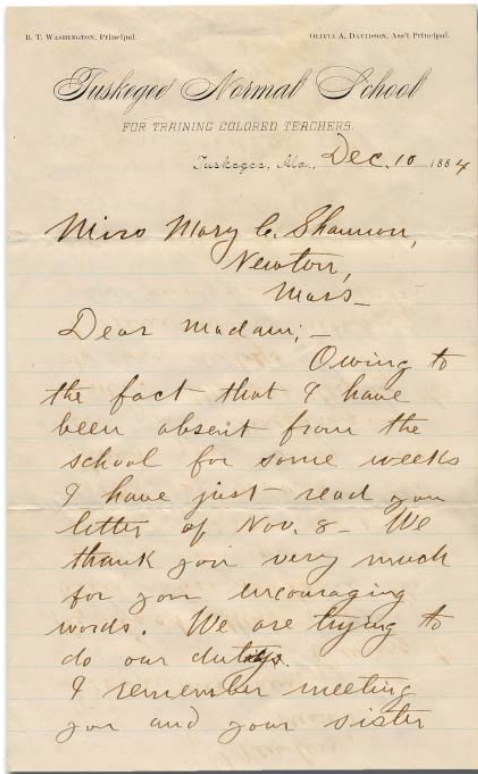 B. T. WASHINGTON, Principal. OLIVIA A. DAVIDSON, Ass't Principal.
Tuskegee Normal School
FOR TRAINING COLORED TEACHERS.
Tuskegee, Ala., Dec. 10 1884
Miss Mary C. Shannon,
Newton,
Mass-
Dear Madam; -
Owing to
the fact that I have
been absent from the
school for some weeks
I have just read you
letter of Nov. 8- We
thank you very much
for your encouraging
words. We are trying to
do our duty.
I remember meeting
you and your sister